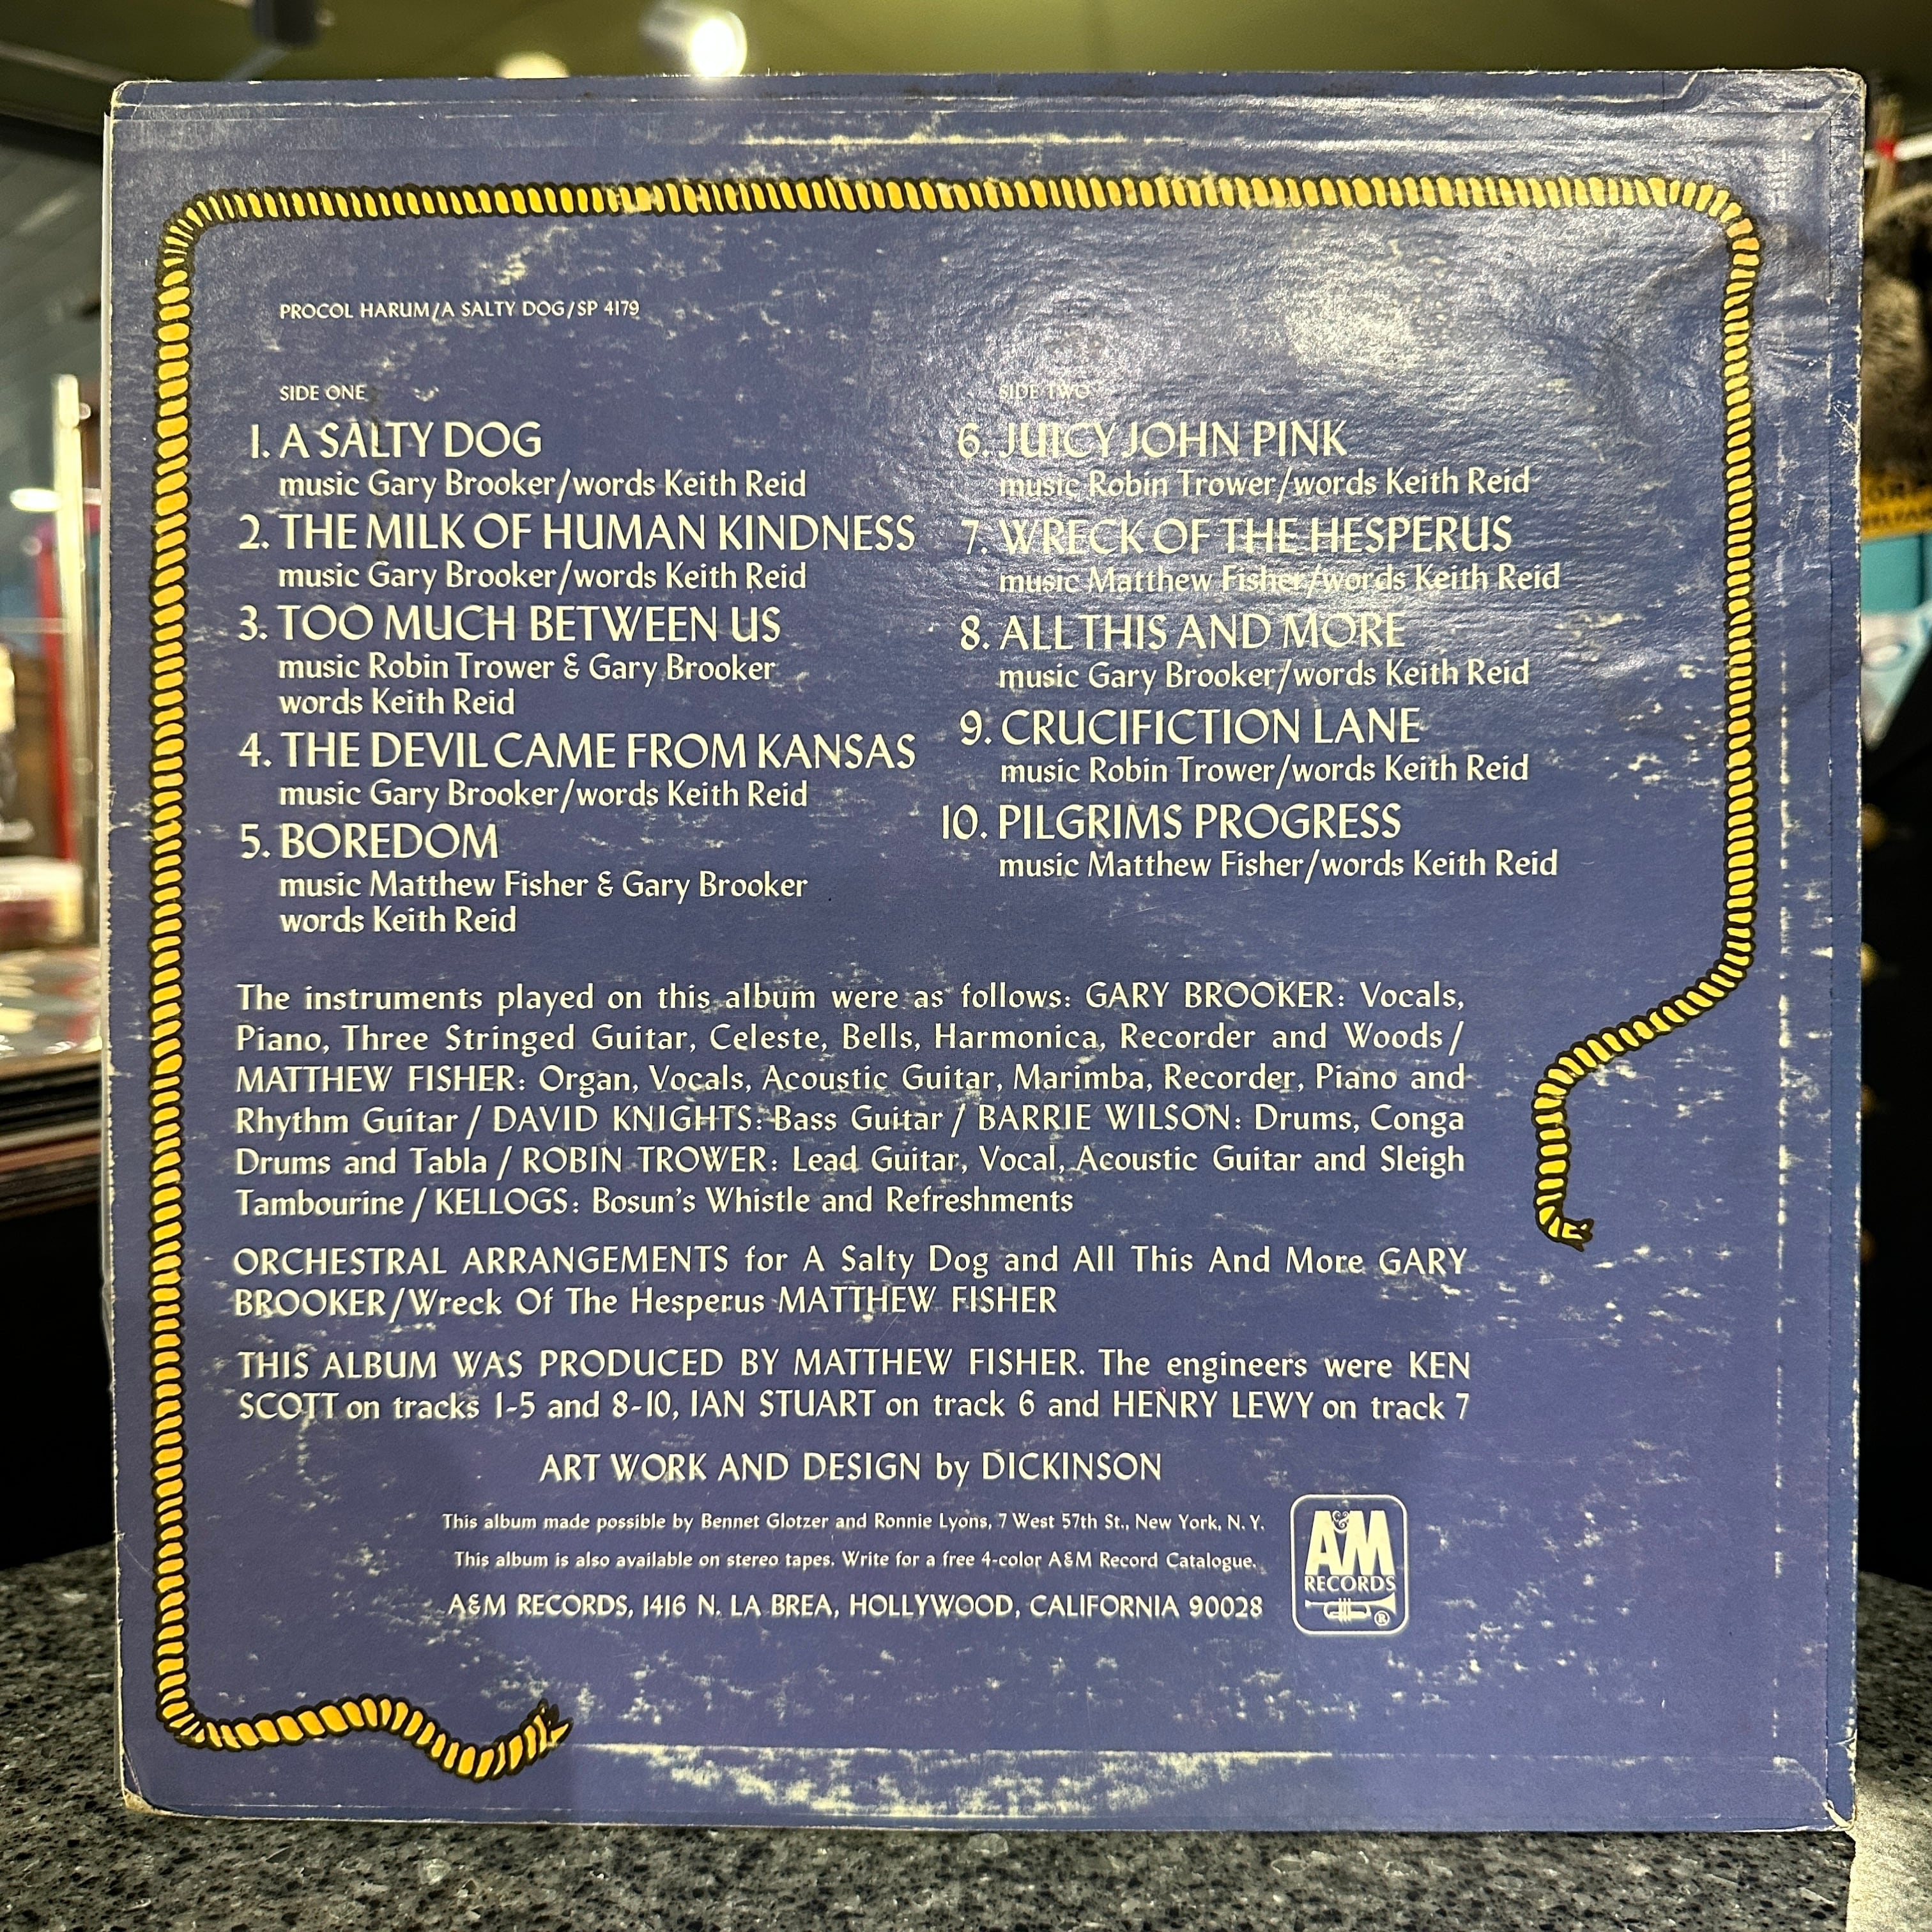 PROCOL HARUM/A SALTY DOG/SP 4179
SIDE ONE
1. A SALTY DOG
music Gary Brooker/words Keith Reid
2. THE MILK OF HUMAN KINDNESS
music Gary Brooker/words Keith Reid
3. TOO MUCH BETWEEN US
music Robin Trower & Gary Brooker
words Keith Reid
4. THE DEVIL CAME FROM KANSAS
music Gary Brooker/words Keith Reid
5. BOREDOM
music Matthew Fisher & Gary Brooker
words Keith Reid
SIDE TWO
6. JUICY JOHN PINK
music Robin Trower/words Keith Reid
7. WRECK OF THE HESPERUS
music Matthew Fisher/words Keith Reid
8. ALL THIS AND MORE
music Gary Brooker/words Keith Reid
9. CRUCIFICTION LANE
music Robin Trower/words Keith Reid
10. PILGRIMS PROGRESS
music Matthew Fisher/words Keith Reid
The instruments played on this album were as follows: GARY BROOKER: Vocals,
Piano, Three Stringed Guitar, Celeste, Bells, Harmonica, Recorder and Woods/
MATTHEW FISHER: Organ, Vocals, Acoustic Guitar, Marimba, Recorder, Piano and
Rhythm Guitar / DAVID KNIGHTS: Bass Guitar / BARRIE WILSON: Drums, Conga
Drums and Tabla / ROBIN TROWER: Lead Guitar, Vocal, Acoustic Guitar and Sleigh
Tambourine / KELLOGS: Bosun's Whistle and Refreshments
ORCHESTRAL ARRANGEMENTS for A Salty Dog and All This And More GARY
BROOKER/Wreck Of The Hesperus MATTHEW FISHER
THIS ALBUM WAS PRODUCED BY MATTHEW FISHER. The engineers were KEN
SCOTT on tracks 1-5 and 8-10, IAN STUART on track 6 and HENRY LEWY on track 7
ART WORK AND DESIGN by DICKINSON
This album made possible by Bennet Glotzer and Ronnie Lyons, 7 West 57th St., New York, N.Y.
This album is also available on stereo tapes. Write for a free 4-color A&M Record Catalogue.
A&M RECORDS, 1416 N. LA BREA, HOLLYWOOD, CALIFORNIA 90028
A&M
RECORDS
®